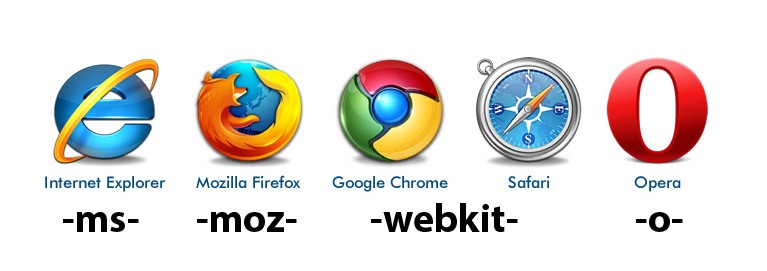 Internet Explorer Mozilla Firefox Google Chrome Safari Opera
-ms- -moz- -webkit- -o-